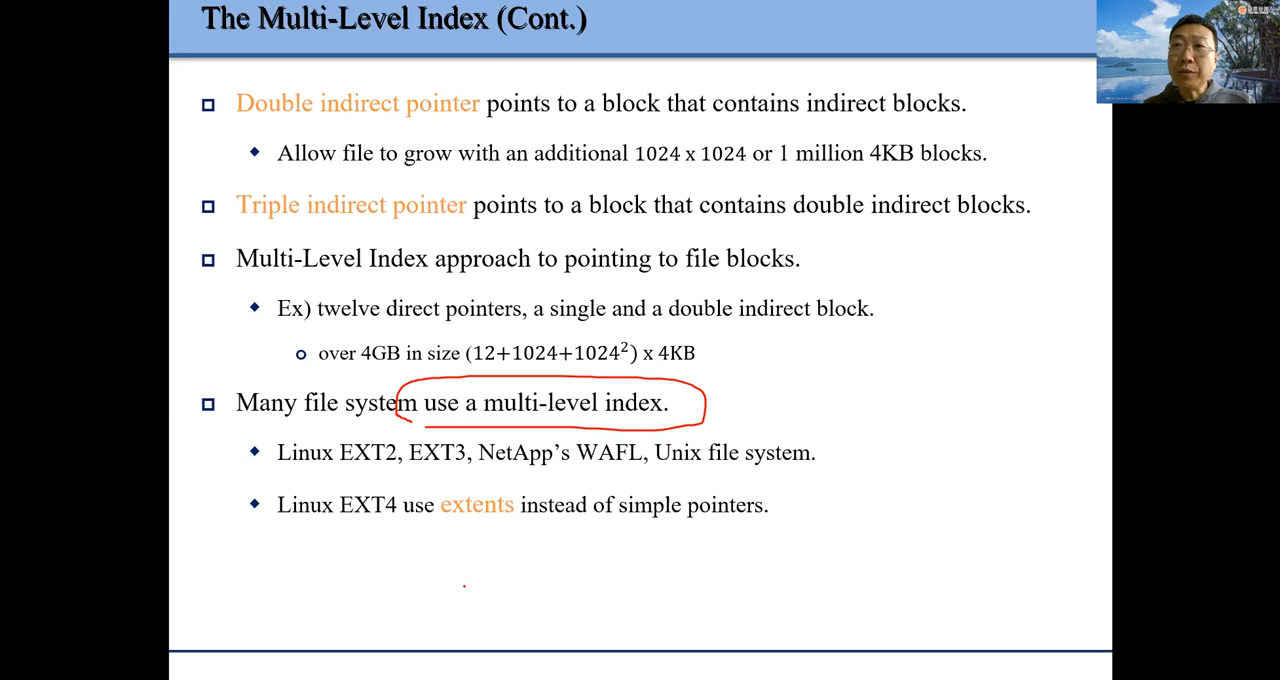 The Multi-Level Index (Cont.)
Double indirect pointer points to a block that contains indirect blocks.
Allow file to grow with an additional 1024 x 1024 or 1 million 4KB blocks.
Triple indirect pointer points to a block that contains double indirect blocks.
Multi-Level Index approach to pointing to file blocks.
Ex) twelve direct pointers, a single and a double indirect block.
over 4GB in size (12+1024+1024²) x 4KB
Many file system use a multi-level index.
Linux EXT2, EXT3, NetApp's WAFL, Unix file system.
Linux EXT4 use extents instead of simple pointers.